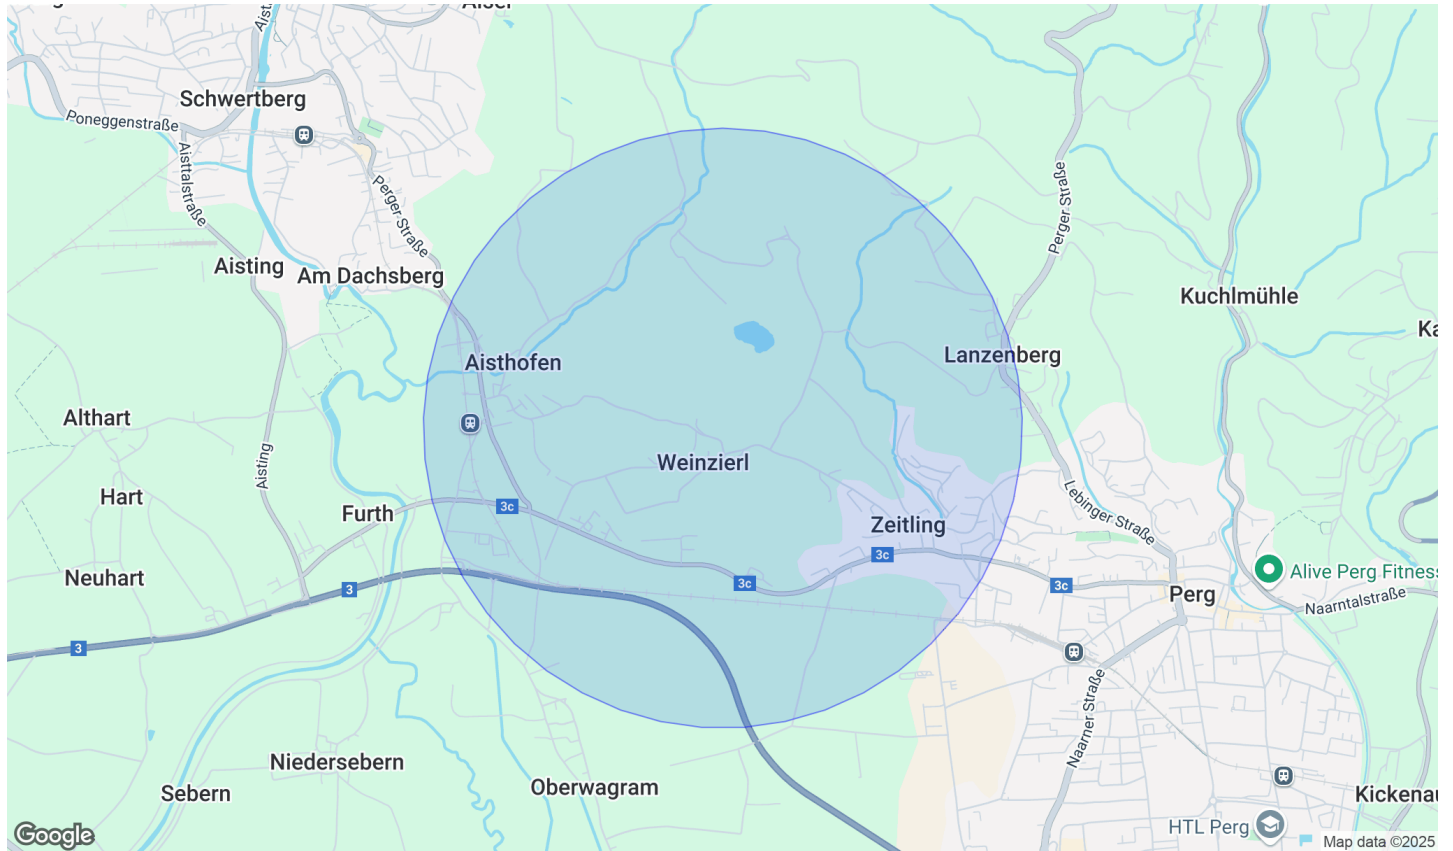 Schwertberg
Poneggenstraße
Aisttalstraße
Perger Straße
Perger Straße
Aisting
Am Dachsberg
Kuchlmühle
Aisthofen
Lanzenberg
Althart
Aisting
Weinzierl
Hart
Furth
3c
Zeitling
Lebinger Straße
3c
Neuhart
3
3c
3c
Alive Perg Fitness
Perg
Naarntalstraße
3
Naarner Straße
Niedersebern
Oberwagram
Sebern
Kickenau
HTL Perg
Google
Map data ©2025